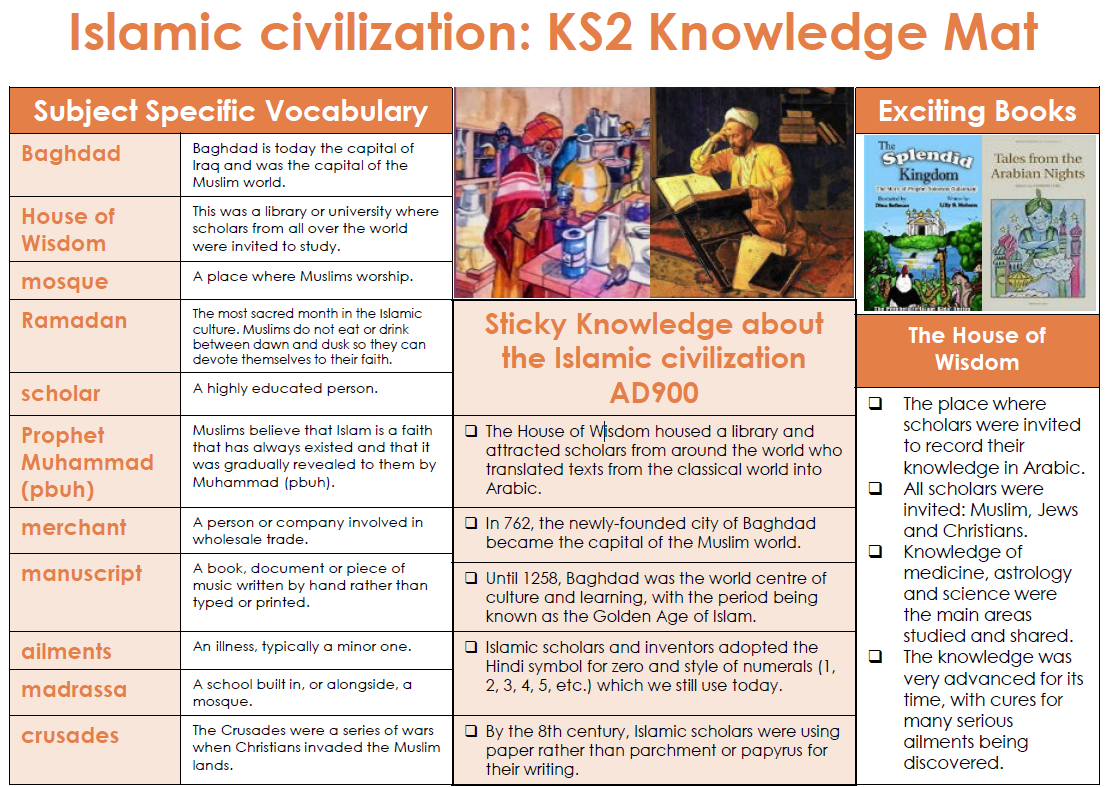 Islamic civilization: KS2 Knowledge Mat
Subject Specific Vocabulary
Baghdad
Baghdad is today the capital of
Iraq and was the capital of the
Muslim world.
House of
Wisdom
This was a library or university where
scholars from all over the world
were invited to study.
mosque
A place where Muslims worship.
Ramadan
The most sacred month in the Islamic
culture. Muslims do not eat or drink
between dawn and dusk so they can
devote themselves to their faith.
scholar
A highly educated person.
Prophet
Muhammad
(pbuh)
Muslims believe that Islam is a faith
that has always existed and that it
was gradually revealed to them by
Muhammad (pbuh).
merchant
A person or company involved in
wholesale trade.
manuscript
A book, document or piece of
music written by hand rather than
typed or printed.
ailments
An illness, typically a minor one.
madrassa
A school built in, or alongside, a
mosque.
crusades
The Crusades were a series of wars
when Christians invaded the Muslim
lands.
Sticky Knowledge about
the Islamic civilization
AD900
❑ The House of Wisdom housed a library and
attracted scholars from around the world who
translated texts from the classical world into
Arabic.
❑ In 762, the newly-founded city of Baghdad
became the capital of the Muslim world.
❑ Until 1258, Baghdad was the world centre of
culture and learning, with the period being
known as the Golden Age of Islam.
❑ Islamic scholars and inventors adopted the
Hindi symbol for zero and style of numerals (1,
2, 3, 4, 5, etc.) which we still use today.
❑ By the 8th century, Islamic scholars were using
paper rather than parchment or papyrus for
their writing.
Exciting Books
The
Splendid
Kingdom
Tales from the
Arabian Nights
The House of
Wisdom
❑ The place where
scholars were invited
to record their
knowledge in Arabic.
❑ All scholars were
invited: Muslim, Jews
and Christians.
❑ Knowledge of
medicine, astrology
and science were
the main areas
studied and shared.
❑ The knowledge was
very advanced for its
time, with cures for
many serious
ailments being
discovered.